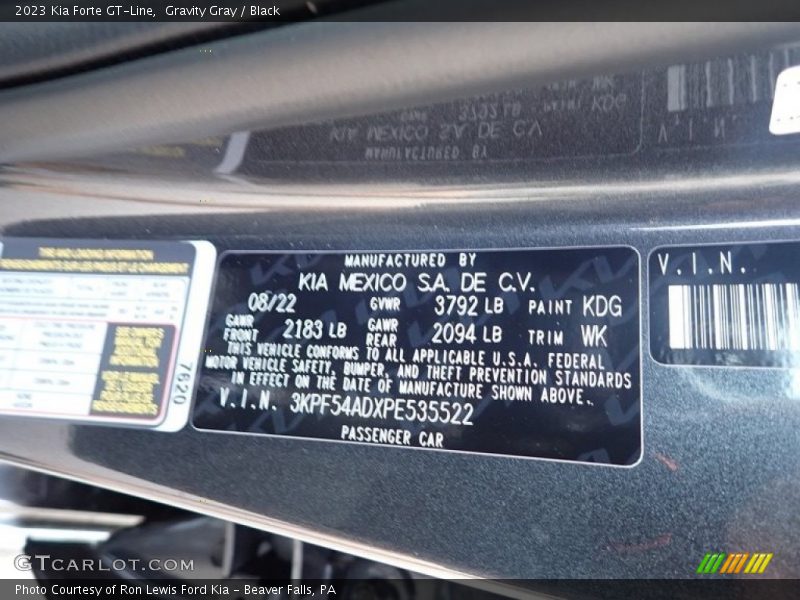 2023 Kia Forte GT-Line, Gravity Gray / Black
MANUFACTURED BY
KIA MEXICO S.A. DE C.V.
08/22 GVWR 3792 LB PAINT KDG
GAWR FRONT 2183 LB GAWR REAR 2094 LB TRIM WK
THIS VEHICLE CONFORMS TO ALL APPLICABLE U.S.A. FEDERAL
MOTOR VEHICLE SAFETY, BUMPER, AND THEFT PREVENTION STANDARDS
IN EFFECT ON THE DATE OF MANUFACTURE SHOWN ABOVE.
V.I.N. 3KPF54ADXPE535522
PASSENGER CAR
V.I.N.
7620
GTCARLOT.COM
Photo Courtesy of Ron Lewis Ford Kia - Beaver Falls, PA